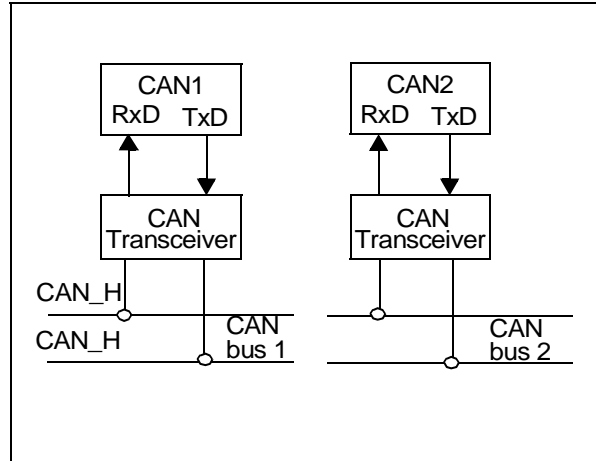 CAN1
RxD TxD
CAN2
RxD TxD
CAN
Transceiver
CAN
Transceiver
CAN_H
CAN_H
CAN
bus 1
CAN
bus 2